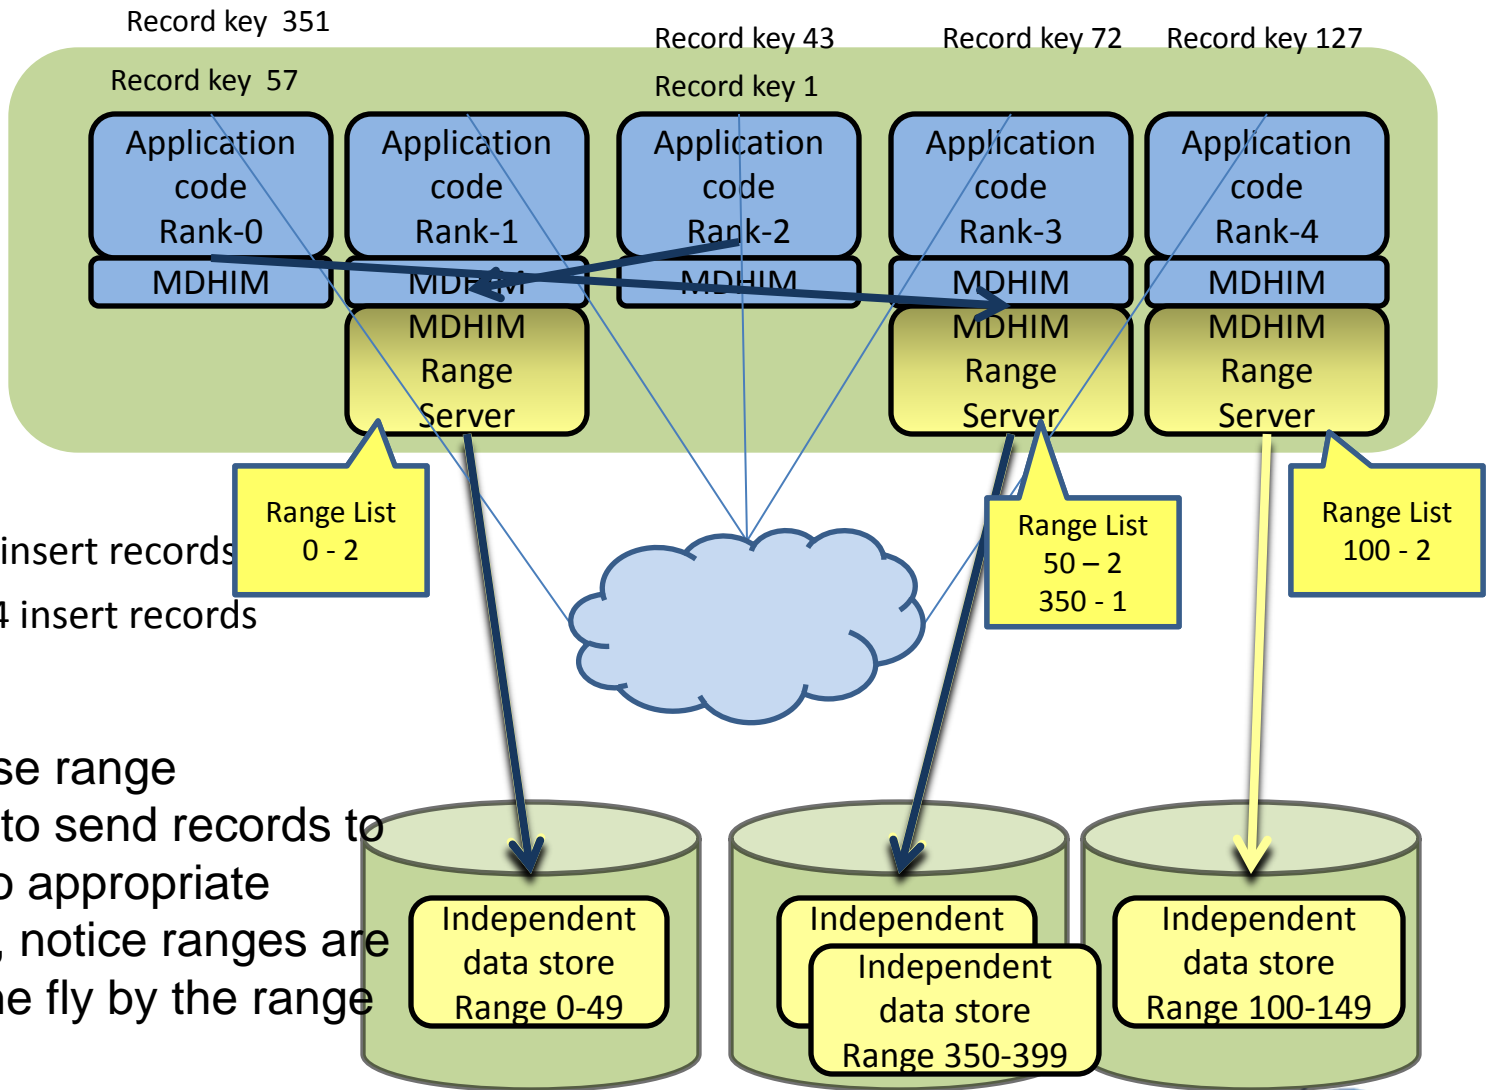 Record key 351
Record key 43
Record key 72
Record key 127
Record key 57
Record key 1
Application
code
Rank-0
MDHIM
Application
code
Rank-1
MDHIM
MDHIM
Range
Server
Application
code
Rank-2
MDHIM
Application
code
Rank-3
MDHIM
MDHIM
Range
Server
Application
code
Rank-4
MDHIM
MDHIM
Range
Server
Range List
0 - 2
Range List
50 – 2
350 - 1
Range List
100 - 2
insert records
4 insert records
se range
to send records to
o appropriate
, notice ranges are
ne fly by the range
Independent
data store
Range 0-49
Independent
Independent
data store
Range 350-399
Independent
data store
Range 100-149